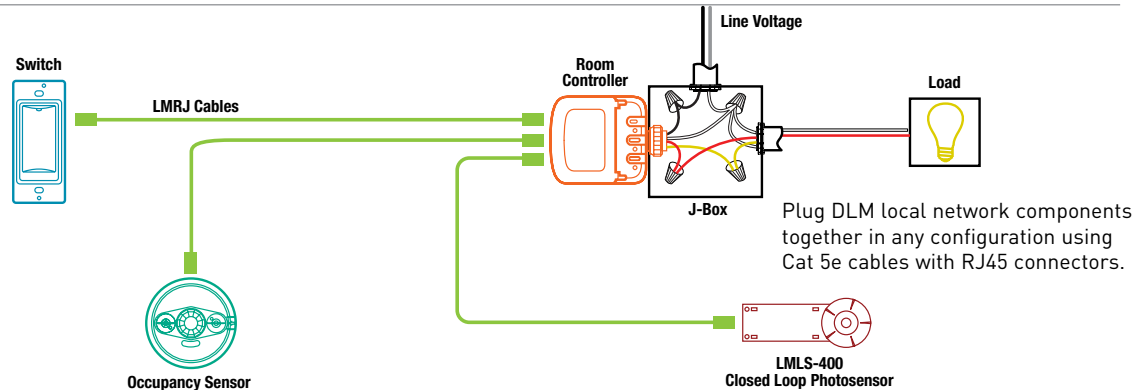 Line Voltage
Switch
Room
Controller
Load
LMRJ Cables
J-Box
Plug DLM local network components
together in any configuration using
Cat 5e cables with RJ45 connectors.
Occupancy Sensor
LMLS-400
Closed Loop Photosensor